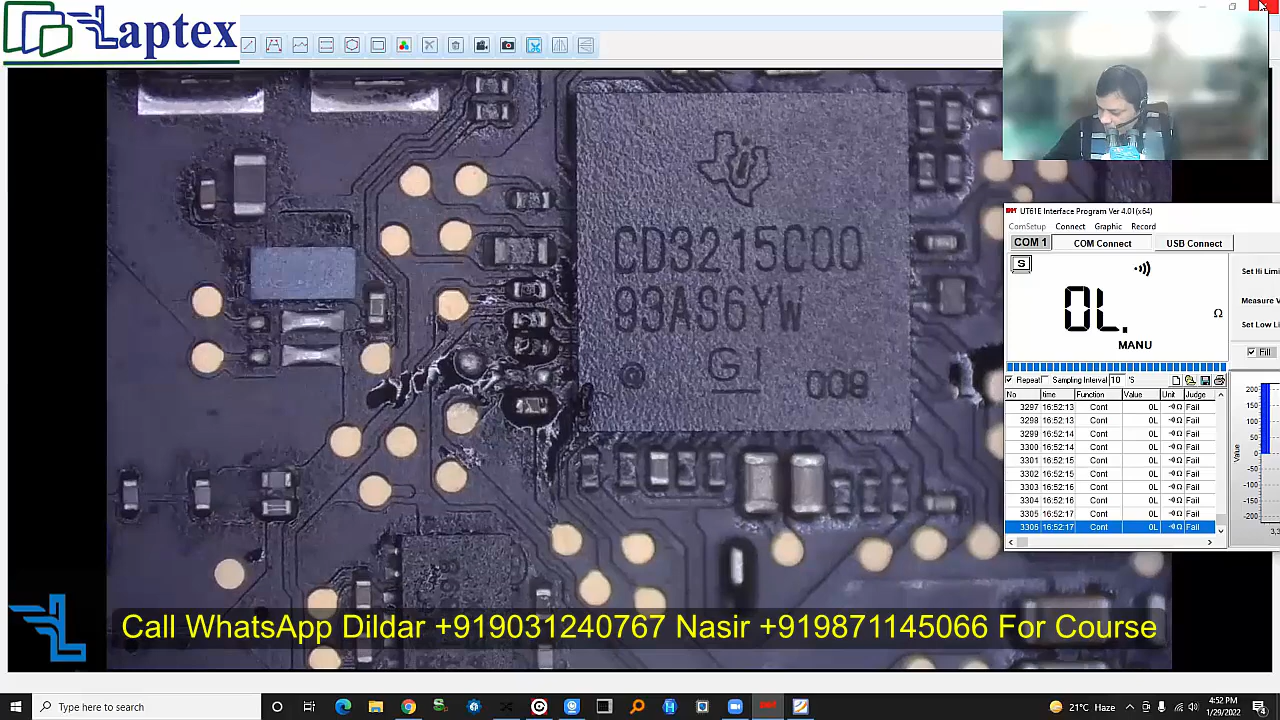 Laptex
CD3215C00
93AS6YW
G1
009
UT61E Interface Program Ver 4.01(x64)
ComSetup Connect Graphic Record
COM 1 COM Connect USB Connect
S
0L.
Ω
MANU
Set Hi Limi
Measure V
Set Low Li
Fill
Repeat Sampling Interval 10 'S
No time Function Value Unit Judge
3297 16:52:13 Cont 0L Ω Fail
3298 16:52:13 Cont 0L Ω Fail
3299 16:52:14 Cont 0L Ω Fail
3300 16:52:14 Cont 0L Ω Fail
3301 16:52:15 Cont 0L Ω Fail
3302 16:52:15 Cont 0L Ω Fail
3303 16:52:16 Cont 0L Ω Fail
3304 16:52:16 Cont 0L Ω Fail
3305 16:52:17 Cont 0L Ω Fail
3306 16:52:17 Cont 0L Ω Fail
Value
200
150
100
50
0
-50
-100
-150
-200
Call WhatsApp Dildar +919031240767 Nasir +919871145066 For Course
Type here to search
21°C Haze
4:52 PM
1/29/2022